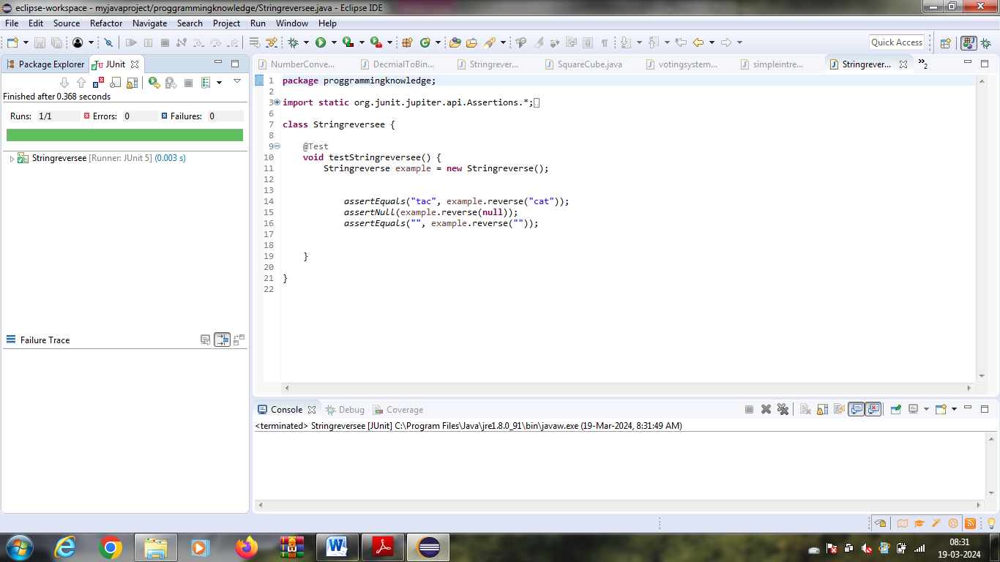 eclipse-workspace - myjavaproject/proggrammingknowledge/Stringreversee.java - Eclipse IDE
File Edit Source Refactor Navigate Search Project Run Window Help
Quick Access
Package Explorer JUnit
NumberConve... DecmialToBin... Stringrever... SquareCube.java votingsystem... simpleintre... Stringrever... »2
Finished after 0.368 seconds
Runs: 1/1 Errors: 0 Failures: 0
Stringreversee [Runner: JUnit 5] (0.003 s)
Failure Trace
1 package proggrammingknowledge;
2
3 import static org.junit.jupiter.api.Assertions.*;
6
7 class Stringreversee {
8
9 @Test
10 void testStringreversee() {
11 Stringreverse example = new Stringreverse();
12
13
14 assertEquals("tac", example.reverse("cat"));
15 assertNull(example.reverse(null));
16 assertEquals("", example.reverse(""));
17
18
19 }
20
21 }
22
Console Debug Coverage
<terminated> Stringreversee [JUnit] C:\Program Files\Java\jre1.8.0_91\bin\javaw.exe (19-Mar-2024, 8:31:49 AM)
08:31
19-03-2024